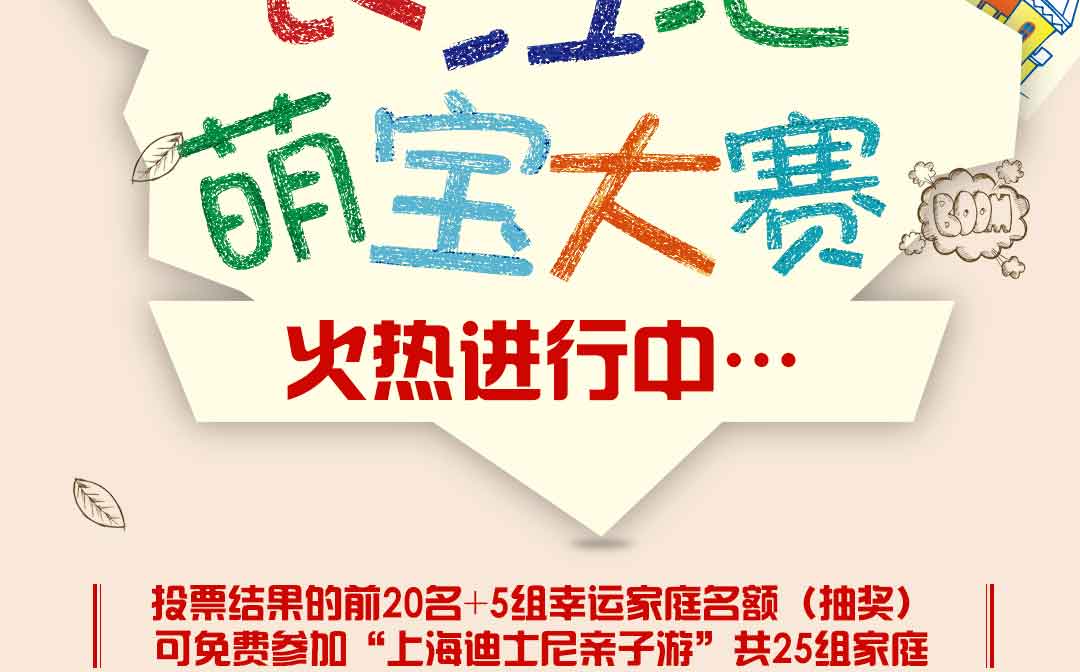 萌宝大赛
BOOM
火热进行中…
投票结果的前20名+5组幸运家庭名额（抽奖）
可免费参加“上海迪士尼亲子游”共25组家庭